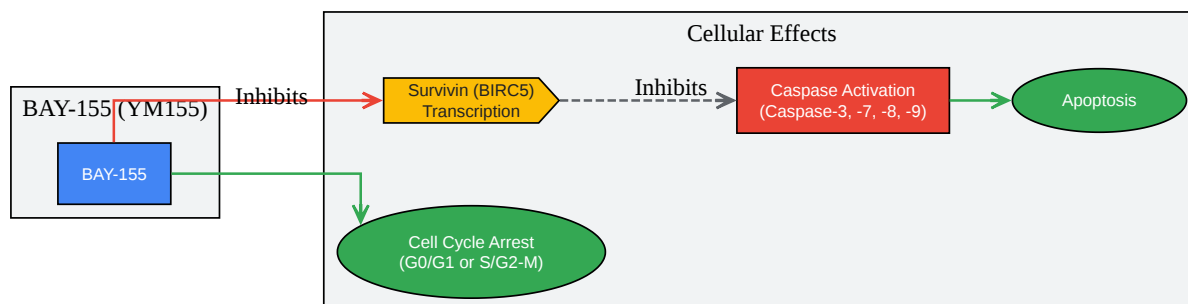 Cellular Effects
BAY-155 (YM155)
BAY-155
Inhibits
Survivin (BIRC5)
Transcription
Inhibits
Caspase Activation
(Caspase-3, -7, -8, -9)
Apoptosis
Cell Cycle Arrest
(G0/G1 or S/G2-M)